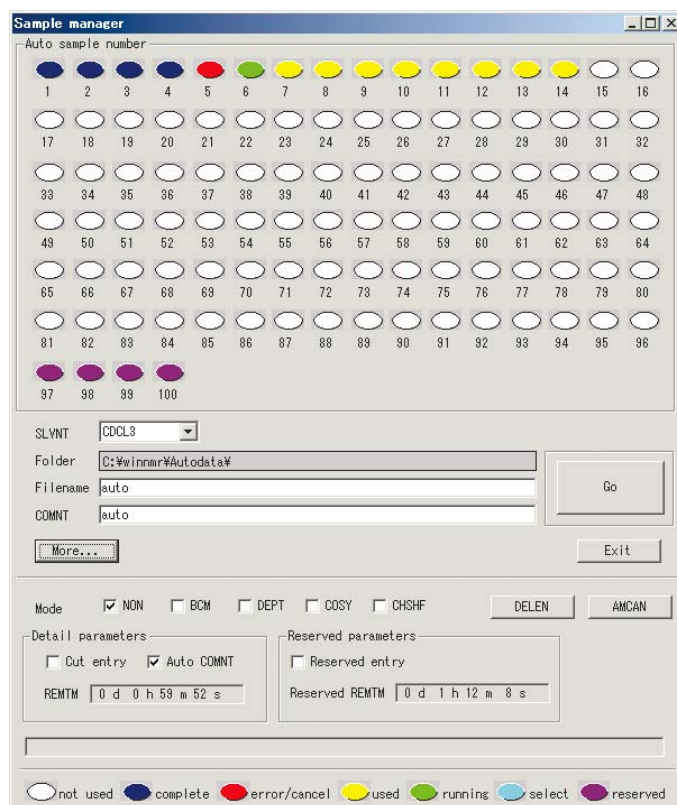 Sample manager
Auto sample number
1 2 3 4 5 6 7 8 9 10 11 12 13 14 15 16
17 18 19 20 21 22 23 24 25 26 27 28 29 30 31 32
33 34 35 36 37 38 39 40 41 42 43 44 45 46 47 48
49 50 51 52 53 54 55 56 57 58 59 60 61 62 63 64
65 66 67 68 69 70 71 72 73 74 75 76 77 78 79 80
81 82 83 84 85 86 87 88 89 90 91 92 93 94 95 96
97 98 99 100
SLVNT CDCL3
Folder C:¥winnmr¥Autodata¥
Filename auto
Go
COMNT auto
More... Exit
Mode NON BCM DEPT COSY CHSHF DELEN AMCAN
Detail parameters Reserved parameters
Cut entry Auto COMNT Reserved entry
REMTM 0 d 0 h 59 m 52 s Reserved REMTM 0 d 1 h 12 m 8 s
not used complete error/cancel used running select reserved